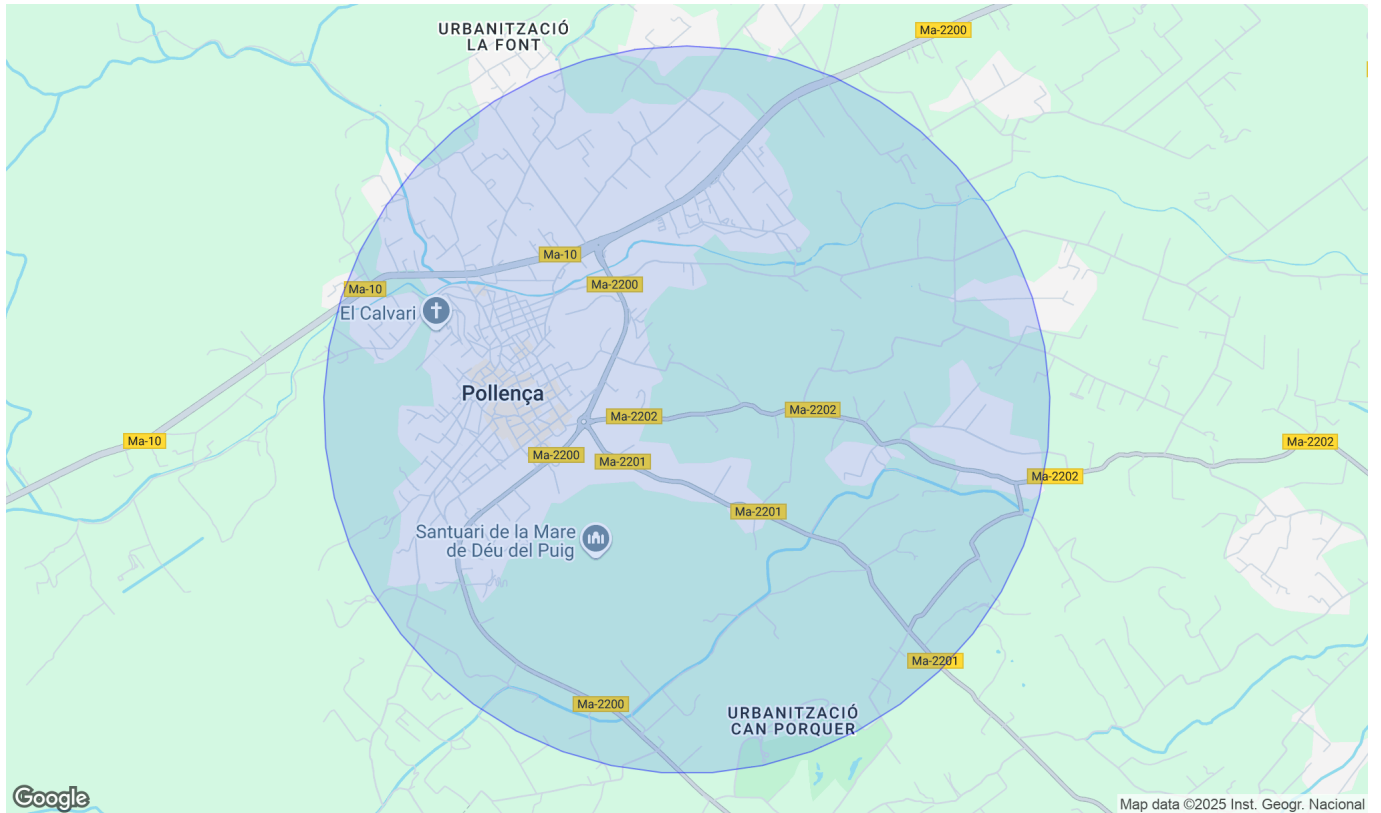 URBANITZACIÓ
LA FONT
Ma-2200
Ma-10
Ma-2200
Ma-10
El Calvari
Pollença
Ma-2202
Ma-2202
Ma-10
Ma-2202
Ma-2200
Ma-2201
Ma-2202
Ma-2201
Santuari de la Mare
de Déu del Puig
Ma-2201
Ma-2200
URBANITZACIÓ
CAN PORQUER
Google
Map data ©2025 Inst. Geogr. Nacional